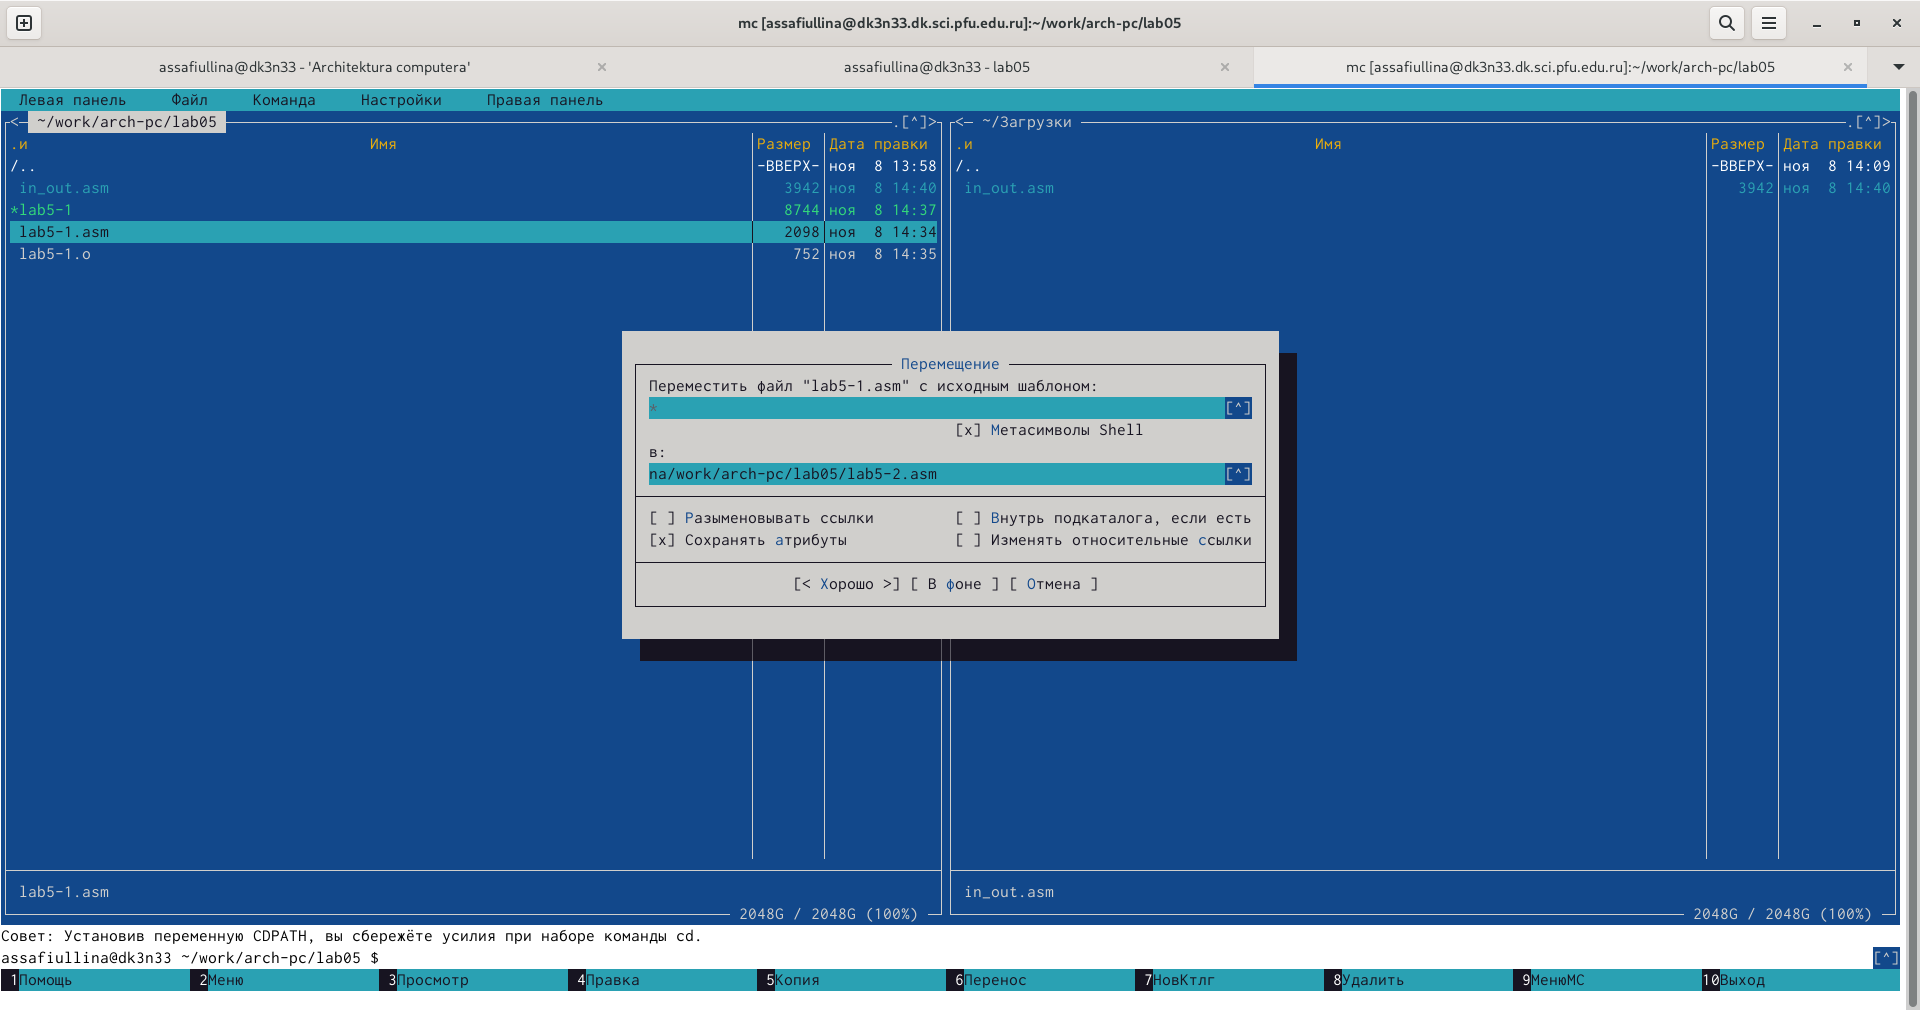 mc [assafiullina@dk3n33.dk.sci.pfu.edu.ru]:~/work/arch-pc/lab05
assafiullina@dk3n33 - 'Architektura computera'
assafiullina@dk3n33 - lab05
mc [assafiullina@dk3n33.dk.sci.pfu.edu.ru]:~/work/arch-pc/lab05
Левая панель Файл Команда Настройки Правая панель
<– ~/work/arch-pc/lab05 .[^]>
.и Имя Размер Дата правки
/.. -ВВЕРХ- ноя 8 13:58
in_out.asm 3942 ноя 8 14:40
*lab5-1 8744 ноя 8 14:37
lab5-1.asm 2098 ноя 8 14:34
lab5-1.o 752 ноя 8 14:35
lab5-1.asm
2048G / 2048G (100%)
<– ~/Загрузки .[^]>
.и Имя Размер Дата правки
/.. -ВВЕРХ- ноя 8 14:09
in_out.asm 3942 ноя 8 14:40
in_out.asm
2048G / 2048G (100%)
Перемещение
Переместить файл "lab5-1.asm" с исходным шаблоном:
* [^]
[x] Метасимволы Shell
в:
na/work/arch-pc/lab05/lab5-2.asm [^]
[ ] Разыменовывать ссылки [ ] Внутрь подкаталога, если есть
[x] Сохранять атрибуты [ ] Изменять относительные ссылки
[< Хорошо >] [ В фоне ] [ Отмена ]
Совет: Установив переменную CDPATH, вы сбережёте усилия при наборе команды cd.
assafiullina@dk3n33 ~/work/arch-pc/lab05 $ [^]
1Помощь 2Меню 3Просмотр 4Правка 5Копия 6Перенос 7НовКтлг 8Удалить 9МенюMC 10Выход